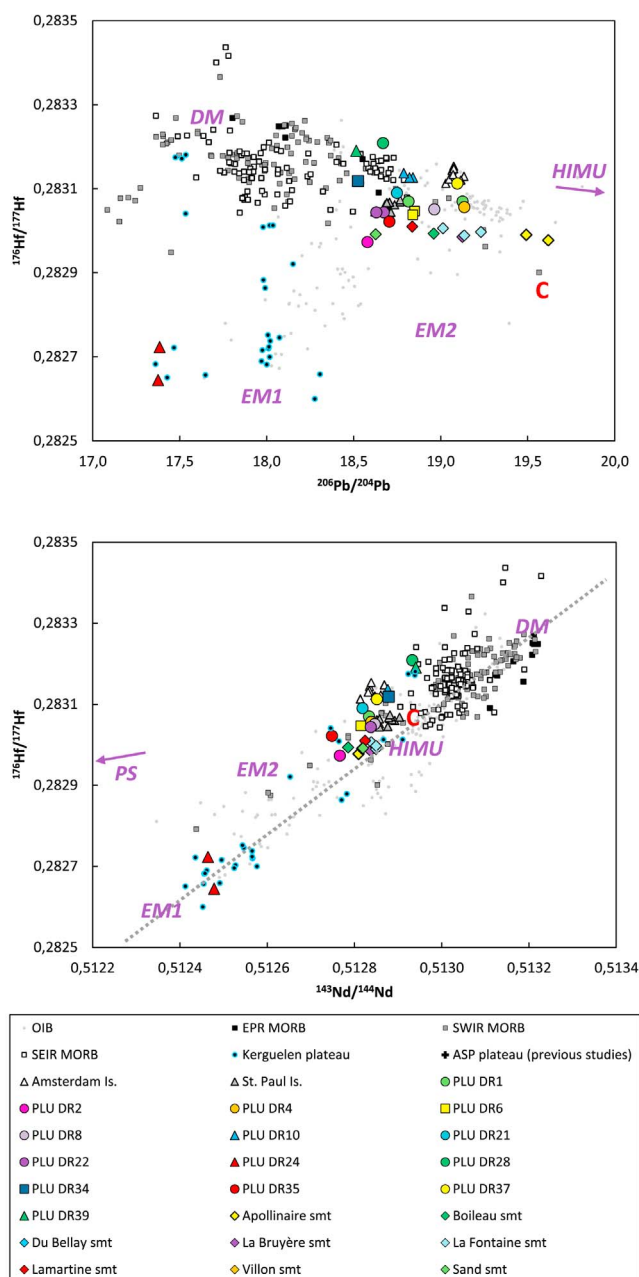 0,2835
0,2833
0,2831
0,2829
0,2827
0,2825
¹⁷⁶Hf/¹⁷⁷Hf
DM
HIMU
C
EM2
EM1
17,0 17,5 18,0 18,5 19,0 19,5 20,0
²⁰⁶Pb/²⁰⁴Pb
0,2835
0,2833
0,2831
0,2829
0,2827
0,2825
¹⁷⁶Hf/¹⁷⁷Hf
DM
C
HIMU
PS
EM2
EM1
0,5122 0,5124 0,5126 0,5128 0,5130 0,5132 0,5134
¹⁴³Nd/¹⁴⁴Nd
OIB EPR MORB SWIR MORB
SEIR MORB Kerguelen plateau ASP plateau (previous studies)
Amsterdam Is. St. Paul Is. PLU DR1
PLU DR2 PLU DR4 PLU DR6
PLU DR8 PLU DR10 PLU DR21
PLU DR22 PLU DR24 PLU DR28
PLU DR34 PLU DR35 PLU DR37
PLU DR39 Apollinaire smt Boileau smt
Du Bellay smt La Bruyère smt La Fontaine smt
Lamartine smt Villon smt Sand smt